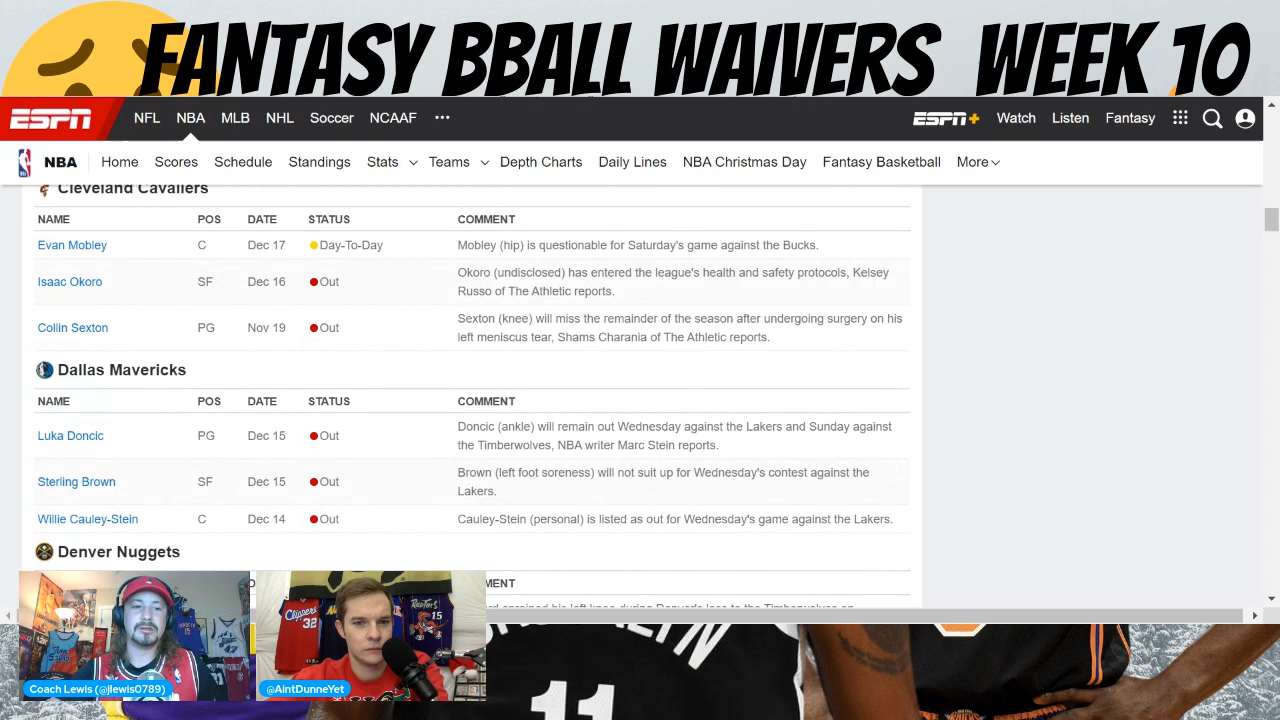 FANTASY BBALL WAIVERS WEEK 10
ESPN NFL NBA MLB NHL Soccer NCAAF ••• ESPN+ Watch Listen Fantasy
NBA Home Scores Schedule Standings Stats Teams Depth Charts Daily Lines NBA Christmas Day Fantasy Basketball More
Cleveland Cavaliers
NAME POS DATE STATUS COMMENT
Evan Mobley C Dec 17 Day-To-Day Mobley (hip) is questionable for Saturday's game against the Bucks.
Isaac Okoro SF Dec 16 Out Okoro (undisclosed) has entered the league's health and safety protocols, Kelsey
Russo of The Athletic reports.
Collin Sexton PG Nov 19 Out Sexton (knee) will miss the remainder of the season after undergoing surgery on his
left meniscus tear, Shams Charania of The Athletic reports.
Dallas Mavericks
NAME POS DATE STATUS COMMENT
Luka Doncic PG Dec 15 Out Doncic (ankle) will remain out Wednesday against the Lakers and Sunday against
the Timberwolves, NBA writer Marc Stein reports.
Sterling Brown SF Dec 15 Out Brown (left foot soreness) will not suit up for Wednesday's contest against the
Lakers.
Willie Cauley-Stein C Dec 14 Out Cauley-Stein (personal) is listed as out for Wednesday's game against the Lakers.
Denver Nuggets
MENT
Clippers
32
Raptors
15
Coach Lewis (@jlewis0789) @AintDunneYet
11